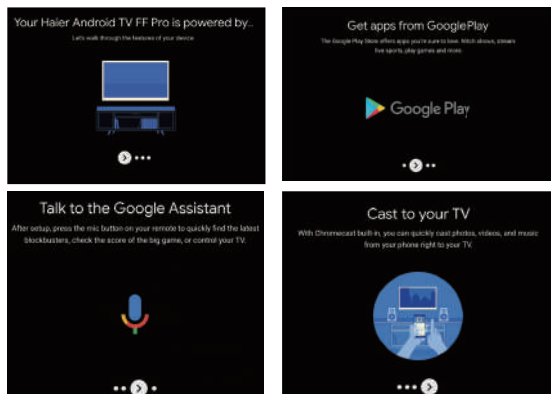 Your Haier Android TV FF Pro is powered by..
Let's walk through the features of your device
Get apps from GooglePlay
The Google Play Store offers apps you're sure to love. Witch shows, stream
live sports, play games and more.
Google Play
Talk to the Google Assistant
After setup, press the mic button on your remote to quickly find the latest
blockbusters, check the score of the big game, or control your TV.
Cast to your TV
With Chromecast built-in, you can quickly cast photos, videos, and music
from your phone right to your TV.